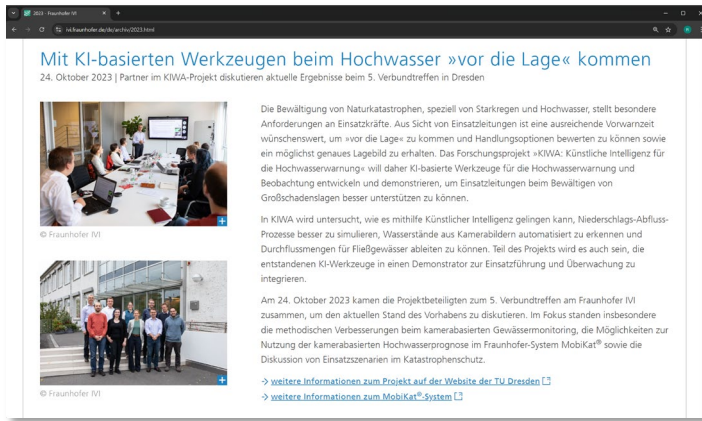 2023 - Fraunhofer IVI
ivi.fraunhofer.de/de/archiv/2023.html
Mit KI-basierten Werkzeugen beim Hochwasser »vor die Lage« kommen
24. Oktober 2023 | Partner im KIWA-Projekt diskutieren aktuelle Ergebnisse beim 5. Verbundtreffen in Dresden
Die Bewältigung von Naturkatastrophen, speziell von Starkregen und Hochwasser, stellt besondere
Anforderungen an Einsatzkräfte. Aus Sicht von Einsatzleitungen ist eine ausreichende Vorwarnzeit
wünschenswert, um »vor die Lage« zu kommen und Handlungsoptionen bewerten zu können sowie
ein möglichst genaues Lagebild zu erhalten. Das Forschungsprojekt »KIWA: Künstliche Intelligenz für
die Hochwasserwarnung« will daher KI-basierte Werkzeuge für die Hochwasserwarnung und
Beobachtung entwickeln und demonstrieren, um Einsatzleitungen beim Bewältigen von
Großschadenslagen besser unterstützen zu können.
© Fraunhofer IVI
In KIWA wird untersucht, wie es mithilfe Künstlicher Intelligenz gelingen kann, Niederschlags-Abfluss-
Prozesse besser zu simulieren, Wasserstände aus Kamerabildern automatisiert zu erkennen und
Durchflussmengen für Fließgewässer ableiten zu können. Teil des Projekts wird es auch sein, die
entstandenen KI-Werkzeuge in einen Demonstrator zur Einsatzführung und Überwachung zu
integrieren.
Am 24. Oktober 2023 kamen die Projektbeteiligten zum 5. Verbundtreffen am Fraunhofer IVI
zusammen, um den aktuellen Stand des Vorhabens zu diskutieren. Im Fokus standen insbesondere
die methodischen Verbesserungen beim kamerabasierten Gewässermonitoring, die Möglichkeiten zur
Nutzung der kamerabasierten Hochwasserprognose im Fraunhofer-System MobiKat® sowie die
Diskussion von Einsatzszenarien im Katastrophenschutz.
→ weitere Informationen zum Projekt auf der Website der TU Dresden
→ weitere Informationen zum MobiKat®-System
© Fraunhofer IVI